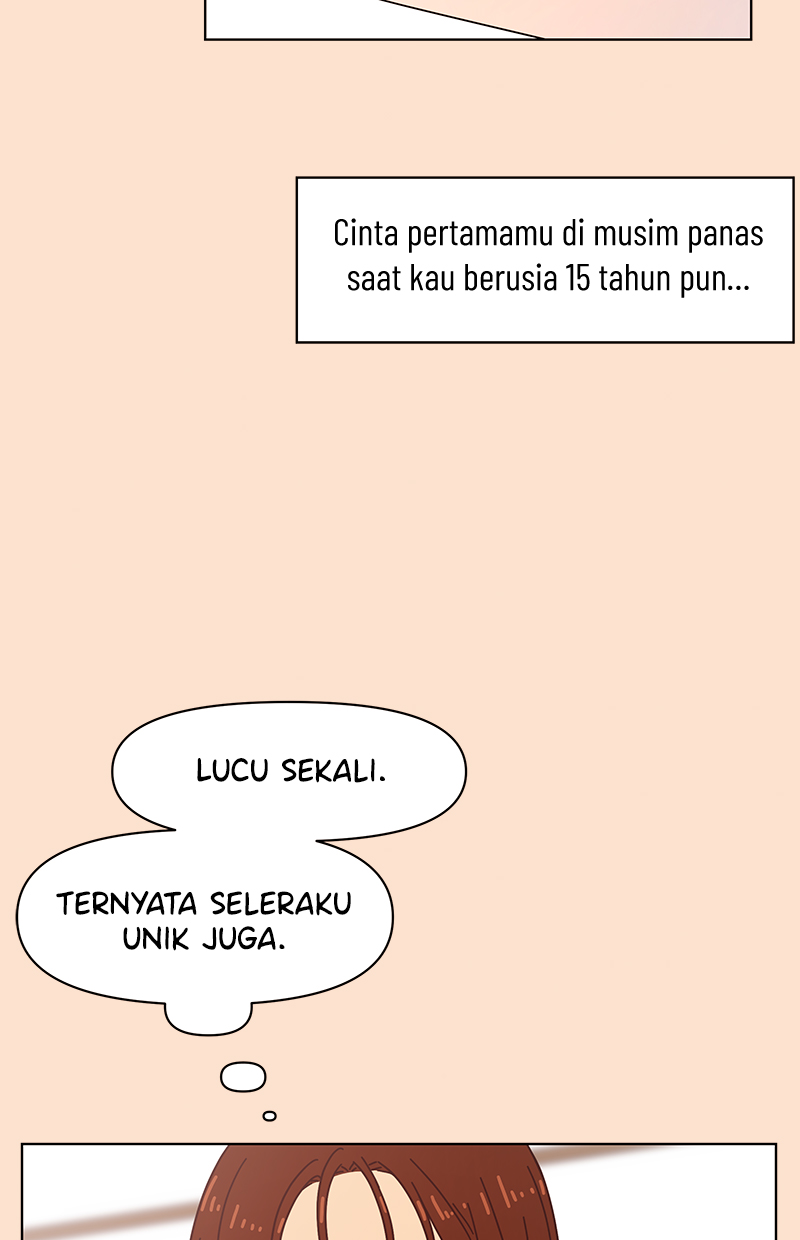 Cinta pertamamu di musim panas
saat kau berusia 15 tahun pun...
LUCU SEKALI.
TERNYATA SELERAKU
UNIK JUGA.